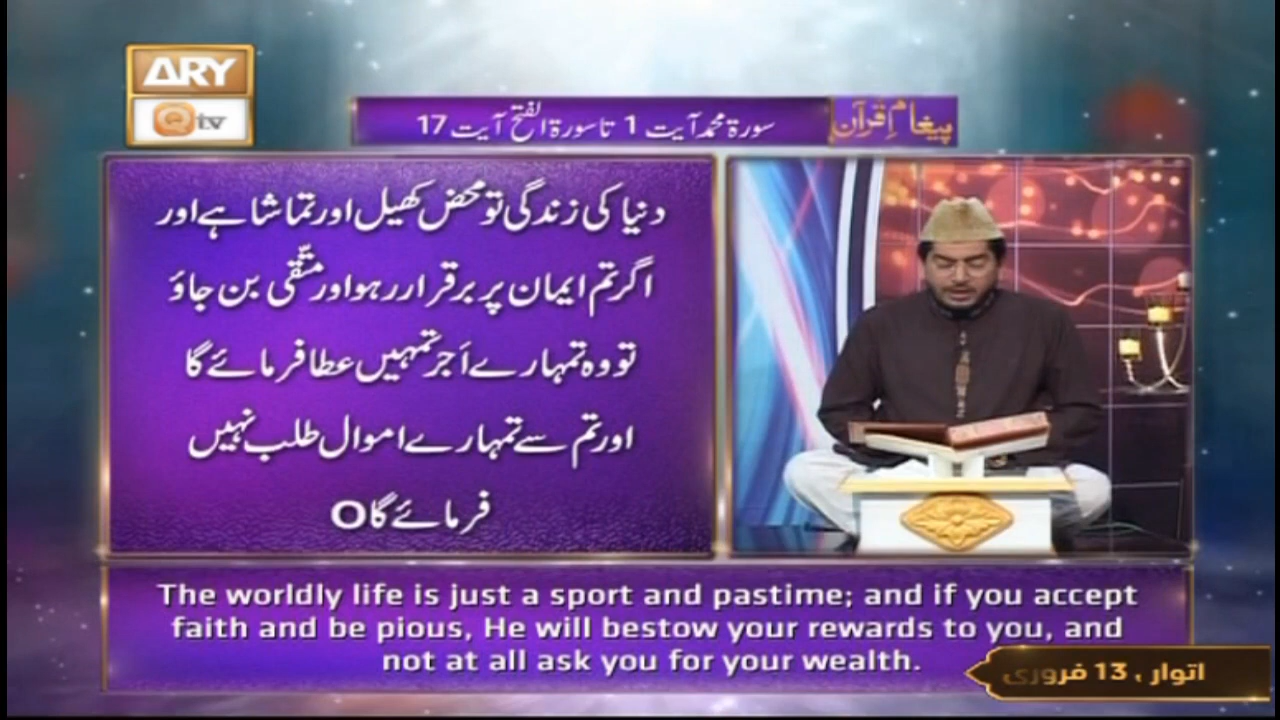 ARY
Qtv
پیغامِ قرآن
سورۃ محمد آیت 1 تا سورۃ الفتح آیت 17
دنیا کی زندگی تو محض کھیل اور تماشا ہے اور
اگر تم ایمان پر برقرار رہو اور متّقی بن جاؤ
تو وہ تمہارے اَجر تمہیں عطا فرمائے گا
اور تم سے تمہارے اموال طلب نہیں
فرمائے گا O
The worldly life is just a sport and pastime; and if you accept
faith and be pious, He will bestow your rewards to you, and
not at all ask you for your wealth.
اتوار ، 13 فروری